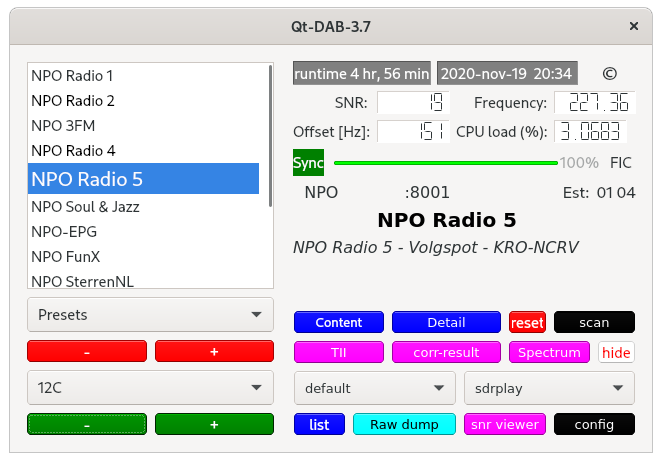 Qt-DAB-3.7 ×
NPO Radio 1
NPO Radio 2
NPO 3FM
NPO Radio 4
NPO Radio 5
NPO Soul & Jazz
NPO-EPG
NPO FunX
NPO SterrenNL
Presets
- +
12C
- +
runtime 4 hr, 56 min 2020-nov-19 20:34 ©
SNR: 19 Frequency: 227.36
Offset [Hz]: 151 CPU load (%): 3.0683
Sync 100% FIC
NPO :8001 Est: 01 04
NPO Radio 5
NPO Radio 5 - Volgspot - KRO-NCRV
Content Detail reset scan
TII corr-result Spectrum hide
default sdrplay
list Raw dump snr viewer config